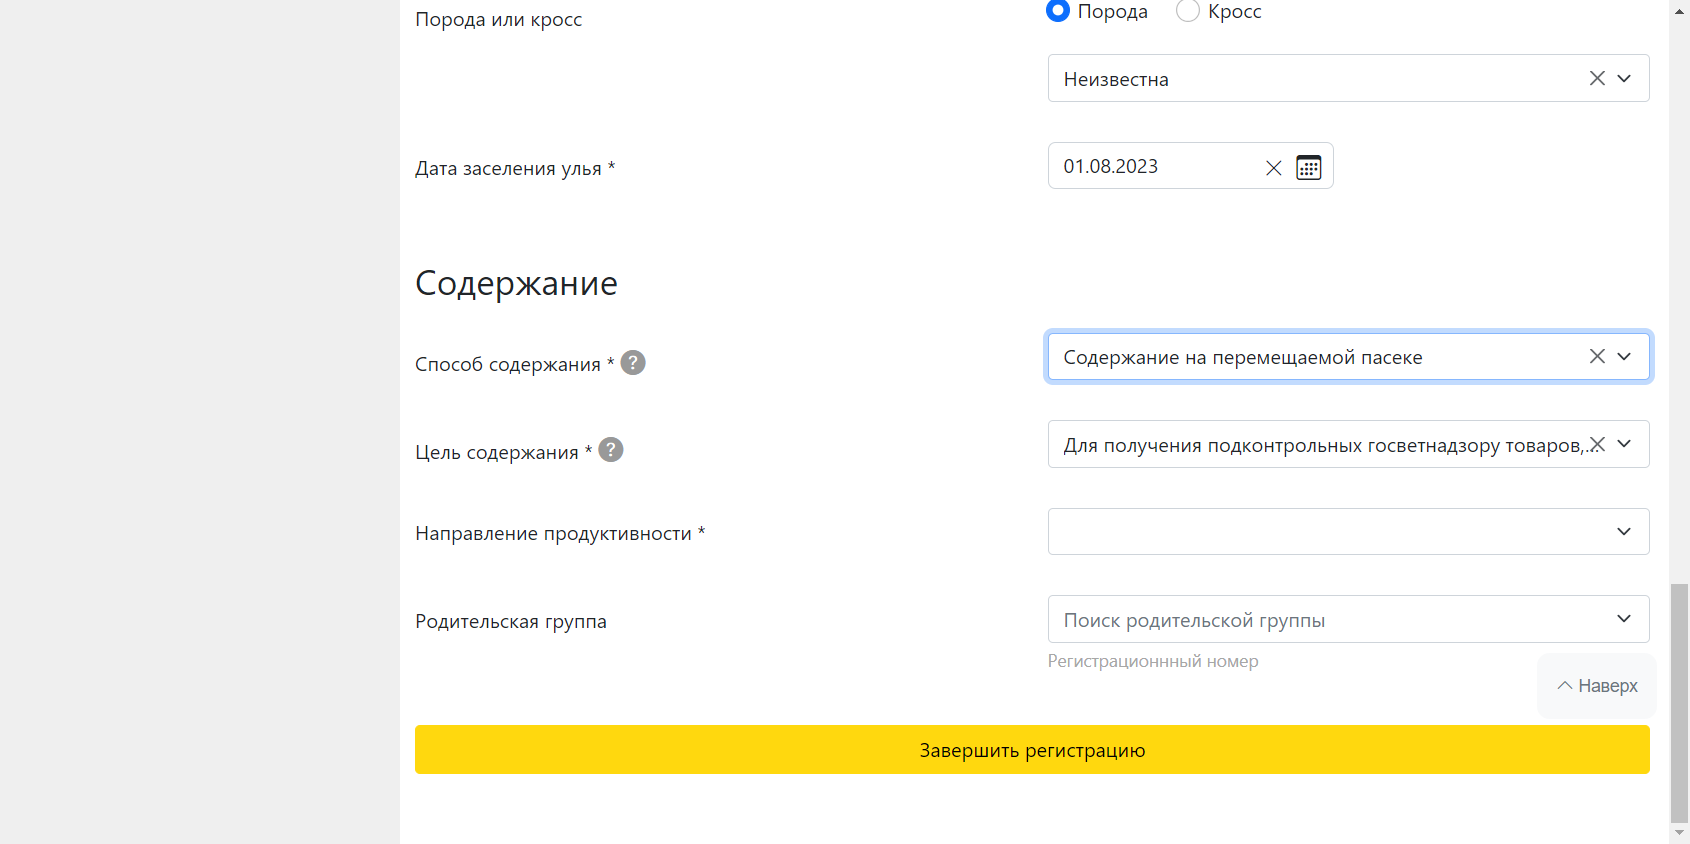 Порода или кросс
Порода
Кросс
Неизвестна
Дата заселения улья *
01.08.2023
Содержание
Способ содержания * ?
Содержание на перемещаемой пасеке
Цель содержания * ?
Для получения подконтрольных госветнадзору товаров,...
Направление продуктивности *
Родительская группа
Поиск родительской группы
Регистрационнный номер
Наверх
Завершить регистрацию